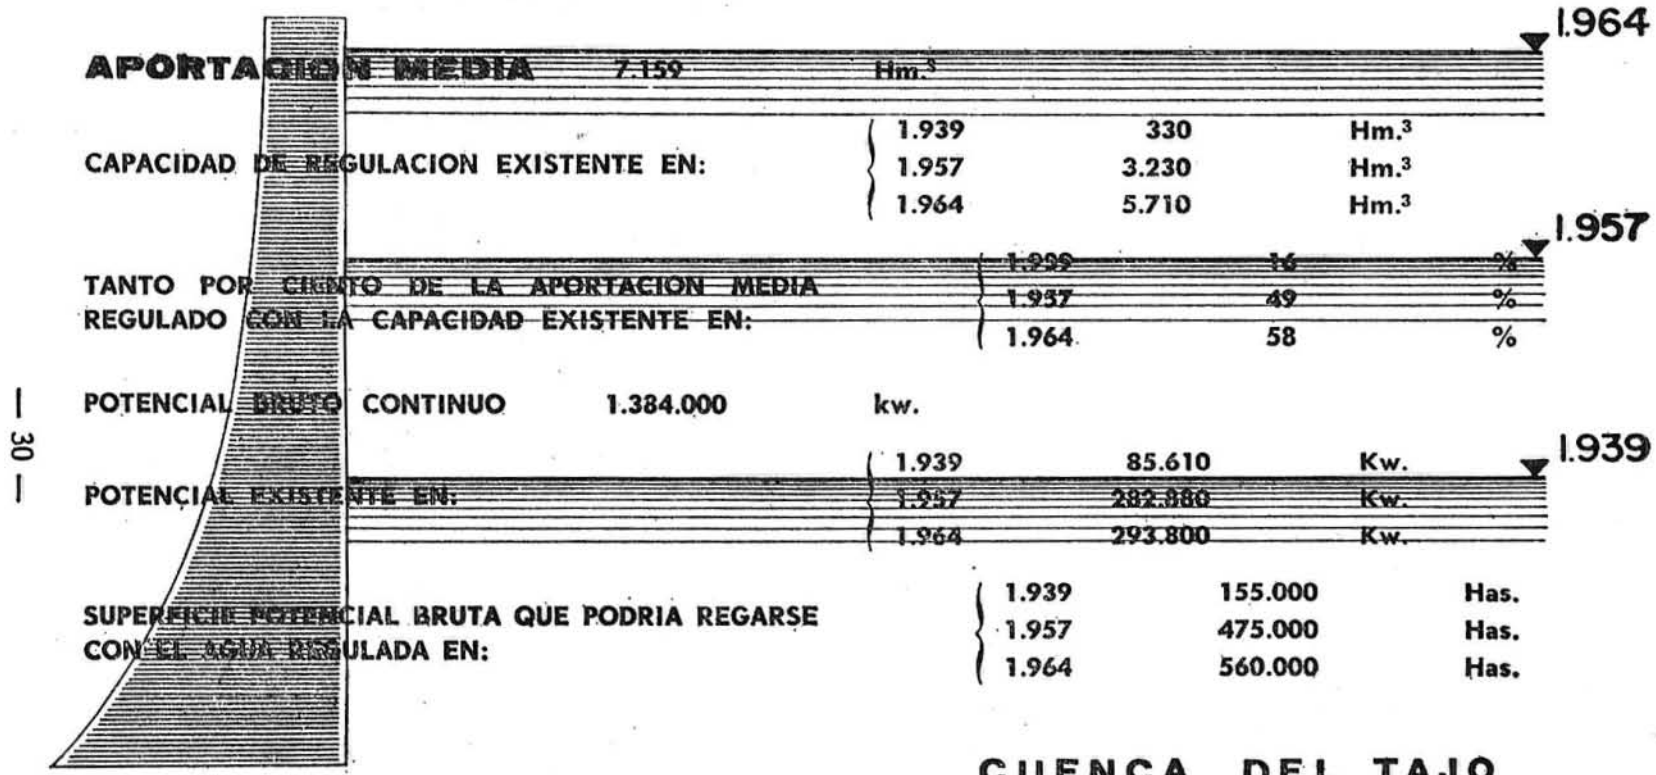 1.964
APORTACION MEDIA 7.159 Hm.³
1.939 330 Hm.³
CAPACIDAD DE REGULACION EXISTENTE EN: 1.957 3.230 Hm.³
1.964 5.710 Hm.³
1.957
1.939 16 %
TANTO POR CIENTO DE LA APORTACION MEDIA 1.957 49 %
REGULADO CON LA CAPACIDAD EXISTENTE EN: 1.964 58 %
POTENCIAL BRUTO CONTINUO 1.384.000 kw.
— 30 —
1.939
1.939 85.610 Kw.
POTENCIAL EXISTENTE EN: 1.957 282.880 Kw.
1.964 293.800 Kw.
1.939 155.000 Has.
SUPERFICIE POTENCIAL BRUTA QUE PODRIA REGARSE 1.957 475.000 Has.
CON EL AGUA REGULADA EN: 1.964 560.000 Has.
CUENCA DEL TAJO